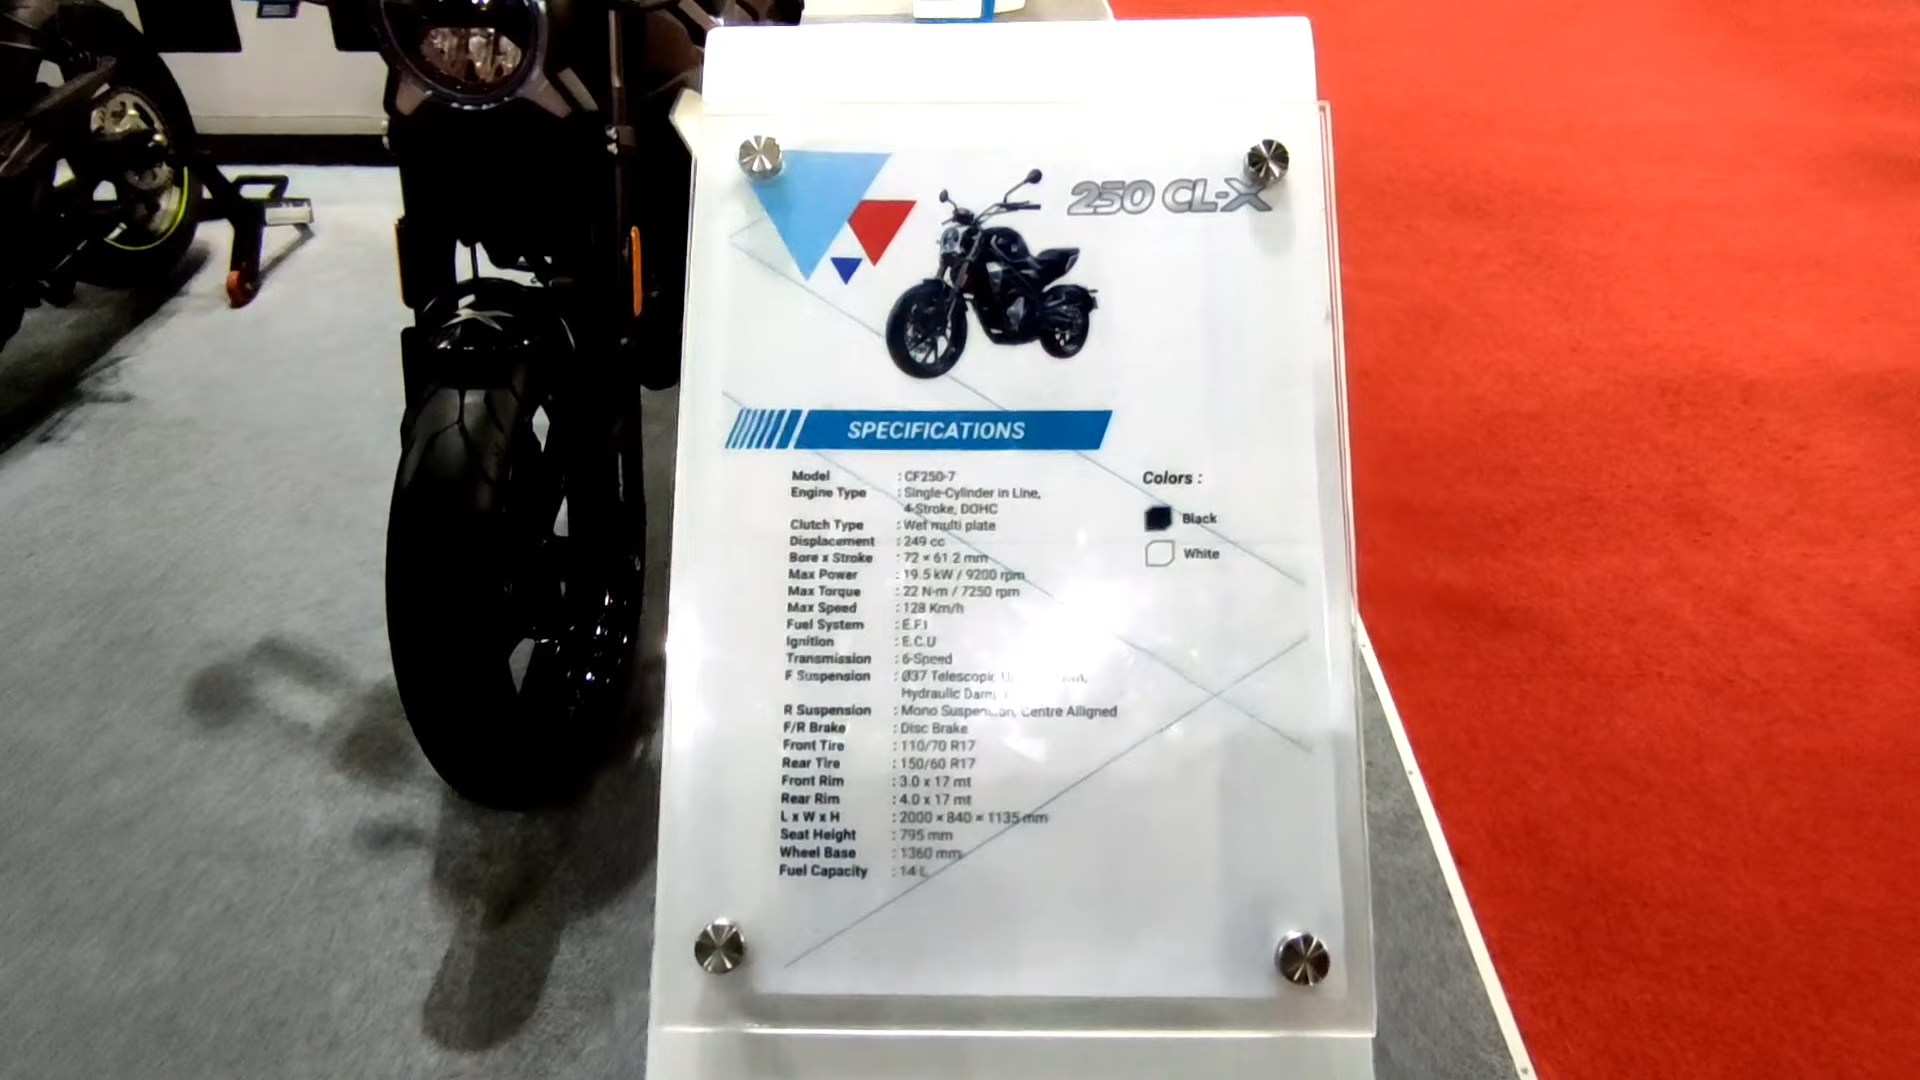 250 CL-X
SPECIFICATIONS
Model : CF250-7
Engine Type : Single-Cylinder in Line,
4-Stroke, DOHC
Clutch Type : Wet multi plate
Displacement : 249 cc
Bore x Stroke : 72 × 61.2 mm
Max Power : 19.5 kW / 9200 rpm
Max Torque : 22 N-m / 7250 rpm
Max Speed : 128 Km/h
Fuel System : E.F.I
Ignition : E.C.U
Transmission : 6-Speed
F Suspension : Ø37 Telescopic
Hydraulic
R Suspension : Mono Suspension, Centre Alligned
F/R Brake : Disc Brake
Front Tire : 110/70 R17
Rear Tire : 150/60 R17
Front Rim : 3.0 x 17 mt
Rear Rim : 4.0 x 17 mt
L x W x H : 2000 × 840 × 1135 mm
Seat Height : 795 mm
Wheel Base : 1360 mm
Fuel Capacity : 14 L
Colors :
Black
White